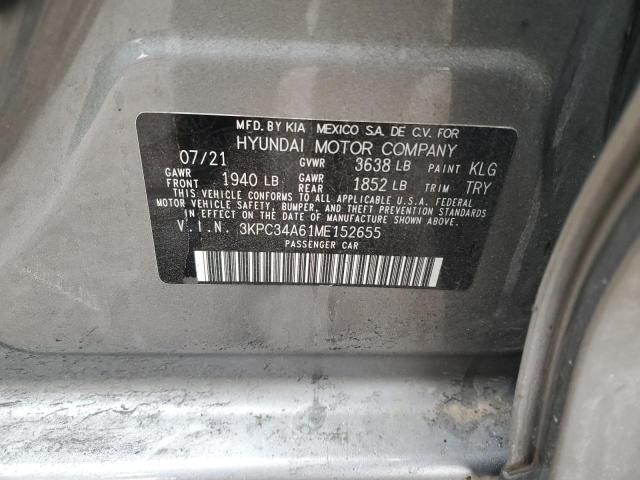 MFD. BY KIA MEXICO S.A. DE C.V. FOR
HYUNDAI MOTOR COMPANY
07/21 GVWR 3638 LB PAINT KLG
GAWR FRONT 1940 LB GAWR REAR 1852 LB TRIM TRY
THIS VEHICLE CONFORMS TO ALL APPLICABLE U.S.A. FEDERAL
MOTOR VEHICLE SAFETY, BUMPER, AND THEFT PREVENTION STANDARDS
IN EFFECT ON THE DATE OF MANUFACTURE SHOWN ABOVE.
V.I.N. 3KPC34A61ME152655
PASSENGER CAR